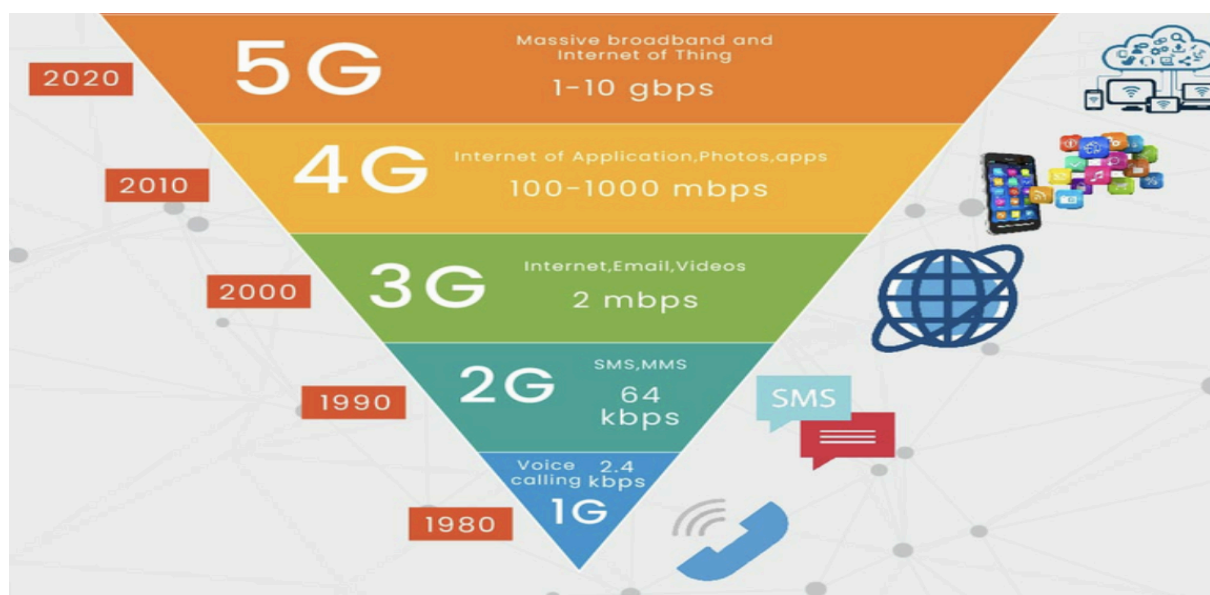 2020
5G
Massive broadband and
Internet of Thing
1-10 gbps
2010
4G
Internet of Application,Photos,apps
100-1000 mbps
2000
3G
Internet,Email,Videos
2 mbps
1990
2G
SMS,MMS
64
kbps
SMS
Voice 2.4
calling kbps
1G
1980